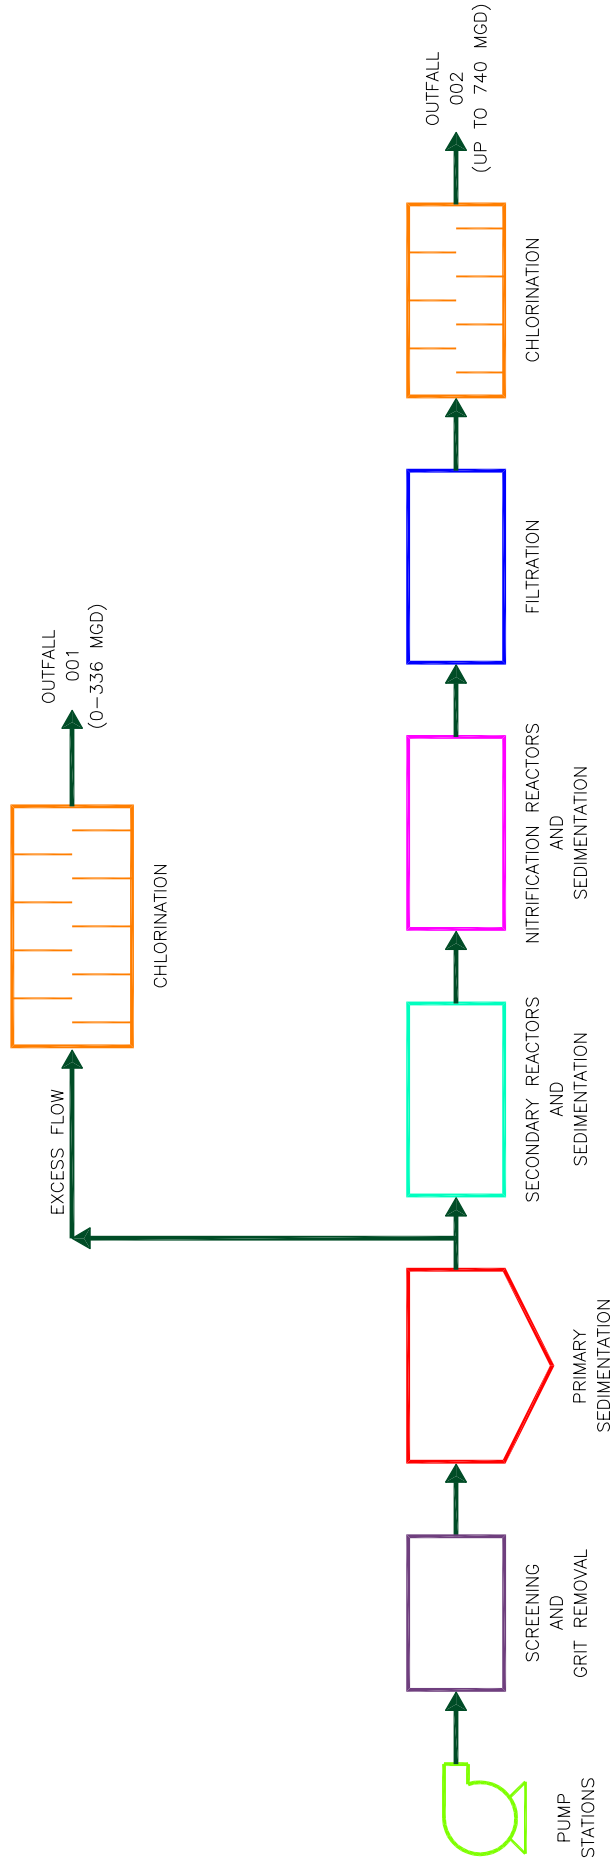 OUTFALL
001
(0-336 MGD)
EXCESS FLOW
CHLORINATION
OUTFALL
002
(UP TO 740 MGD)
PUMP
STATIONS
SCREENING
AND
GRIT REMOVAL
PRIMARY
SEDIMENTATION
SECONDARY REACTORS
AND
SEDIMENTATION
NITRIFICATION REACTORS
AND
SEDIMENTATION
FILTRATION
CHLORINATION